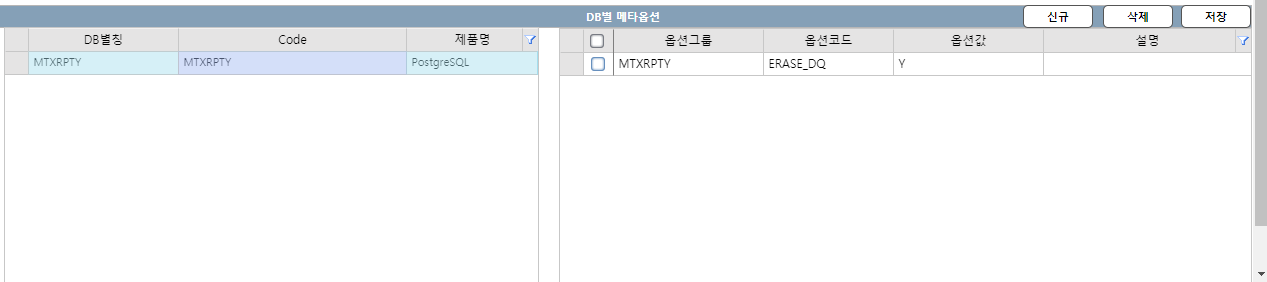 DB별 메타옵션 신규 삭제 저장
DB별칭 Code 제품명 옵션그룹 옵션코드 옵션값 설명
MTXRPTY MTXRPTY PostgreSQL MTXRPTY ERASE_DQ Y